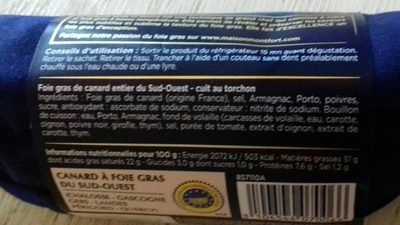 Partagez notre passion du foie gras sur www.maisonmontfort.com
Conseils d'utilisation : Sortir le produit du réfrigérateur 15 mn avant dégustation.
Retirer le sachet. Retirer le tissu. Trancher à l'aide d'un couteau sans dent préalablement
chauffé sous l'eau chaude ou d'une lyre.
Foie gras de canard entier du Sud-Ouest - cuit au torchon
Ingrédients : Foie gras de canard (origine France), sel, Armagnac, Porto, poivres,
sucre, antioxydant : ascorbate de sodium, conservateur : nitrite de sodium. Bouillon
de cuisson : eau, Porto, Armagnac, fond de volaille (carcasses de volaille, eau, carotte,
oignon, poivre noir, girofle, thym), sel, purée de tomate, extrait d'oignon, extrait de
carotte, thym.
Informations nutritionnelles pour 100 g : Energie 2072 kJ / 503 kcal - Matières grasses 51 g
dont acides gras saturés 22 g - Glucides 3,0 g dont sucres 1,0 g - Protéines 7,6 g - Sel 1,2 g
CANARD À FOIE GRAS
DU SUD-OUEST
(CHALOSSE - GASCOGNE
GERS - LANDES
PÉRIGORD - QUERCY)
857110A